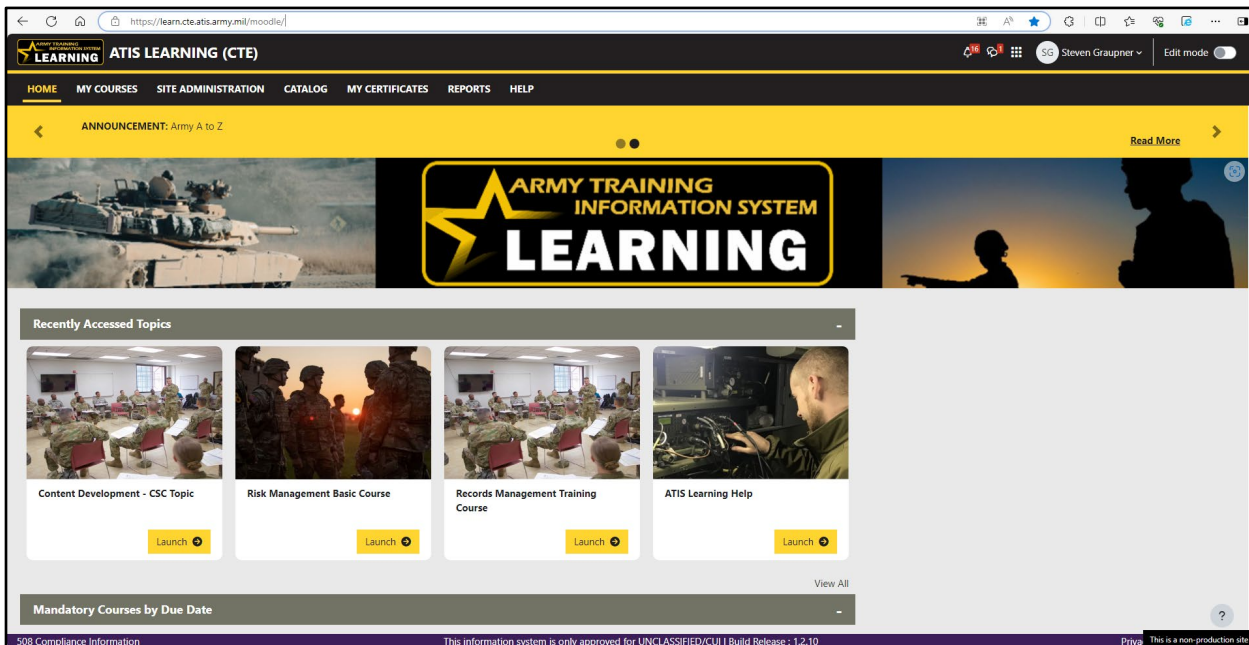 https://learn.cte.atis.army.mil/moodle/
ARMY TRAINING
INFORMATION SYSTEM
LEARNING
ATIS LEARNING (CTE)
16
1
SG
Steven Graupner
Edit mode
HOME
MY COURSES
SITE ADMINISTRATION
CATALOG
MY CERTIFICATES
REPORTS
HELP
ANNOUNCEMENT: Army A to Z
Read More
ARMY TRAINING
INFORMATION SYSTEM
LEARNING
Recently Accessed Topics
-
Content Development - CSC Topic
Launch
Risk Management Basic Course
Launch
Records Management Training
Course
Launch
ATIS Learning Help
Launch
View All
Mandatory Courses by Due Date
-
?
508 Compliance Information
This information system is only approved for UNCLASSIFIED/CUI | Build Release : 1.2.10
Priva
This is a non-production site